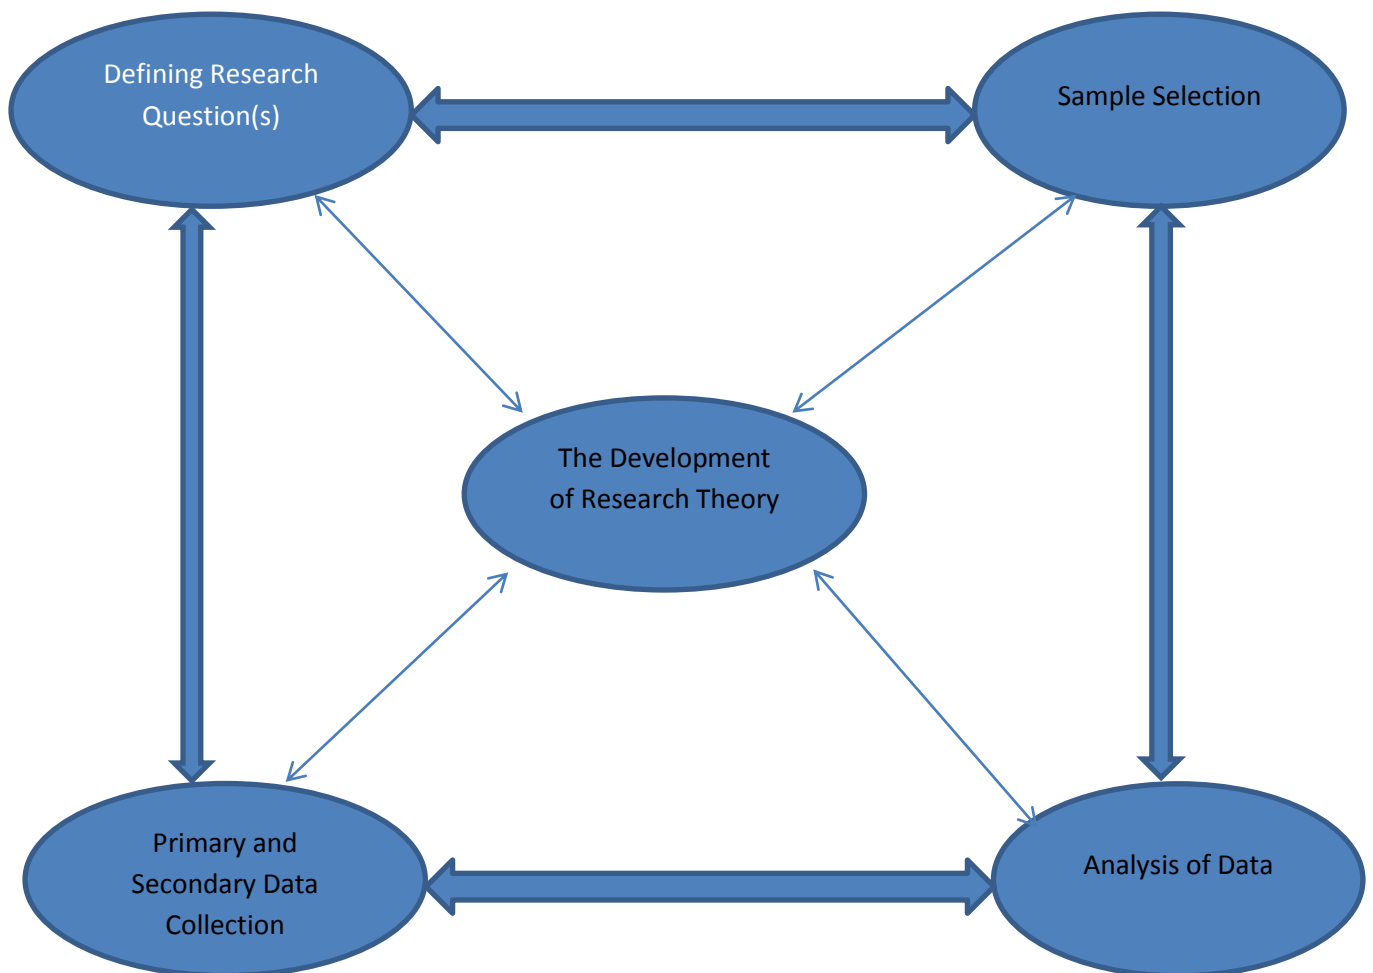 Defining Research
Question(s)
Sample Selection
The Development
of Research Theory
Primary and
Secondary Data
Collection
Analysis of Data